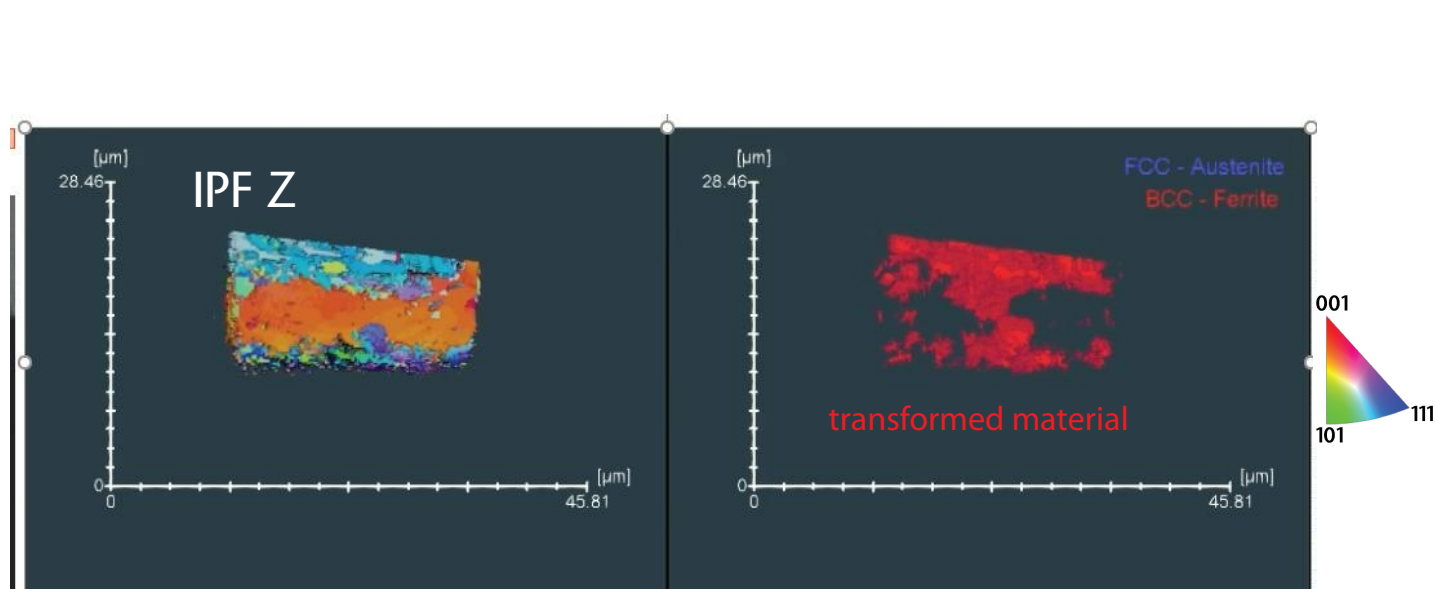 [µm]
28.46
IPF Z
0
0
45.81
[µm]
[µm]
28.46
FCC - Austenite
BCC - Ferrite
transformed material
0
0
45.81
[µm]
001
111
101